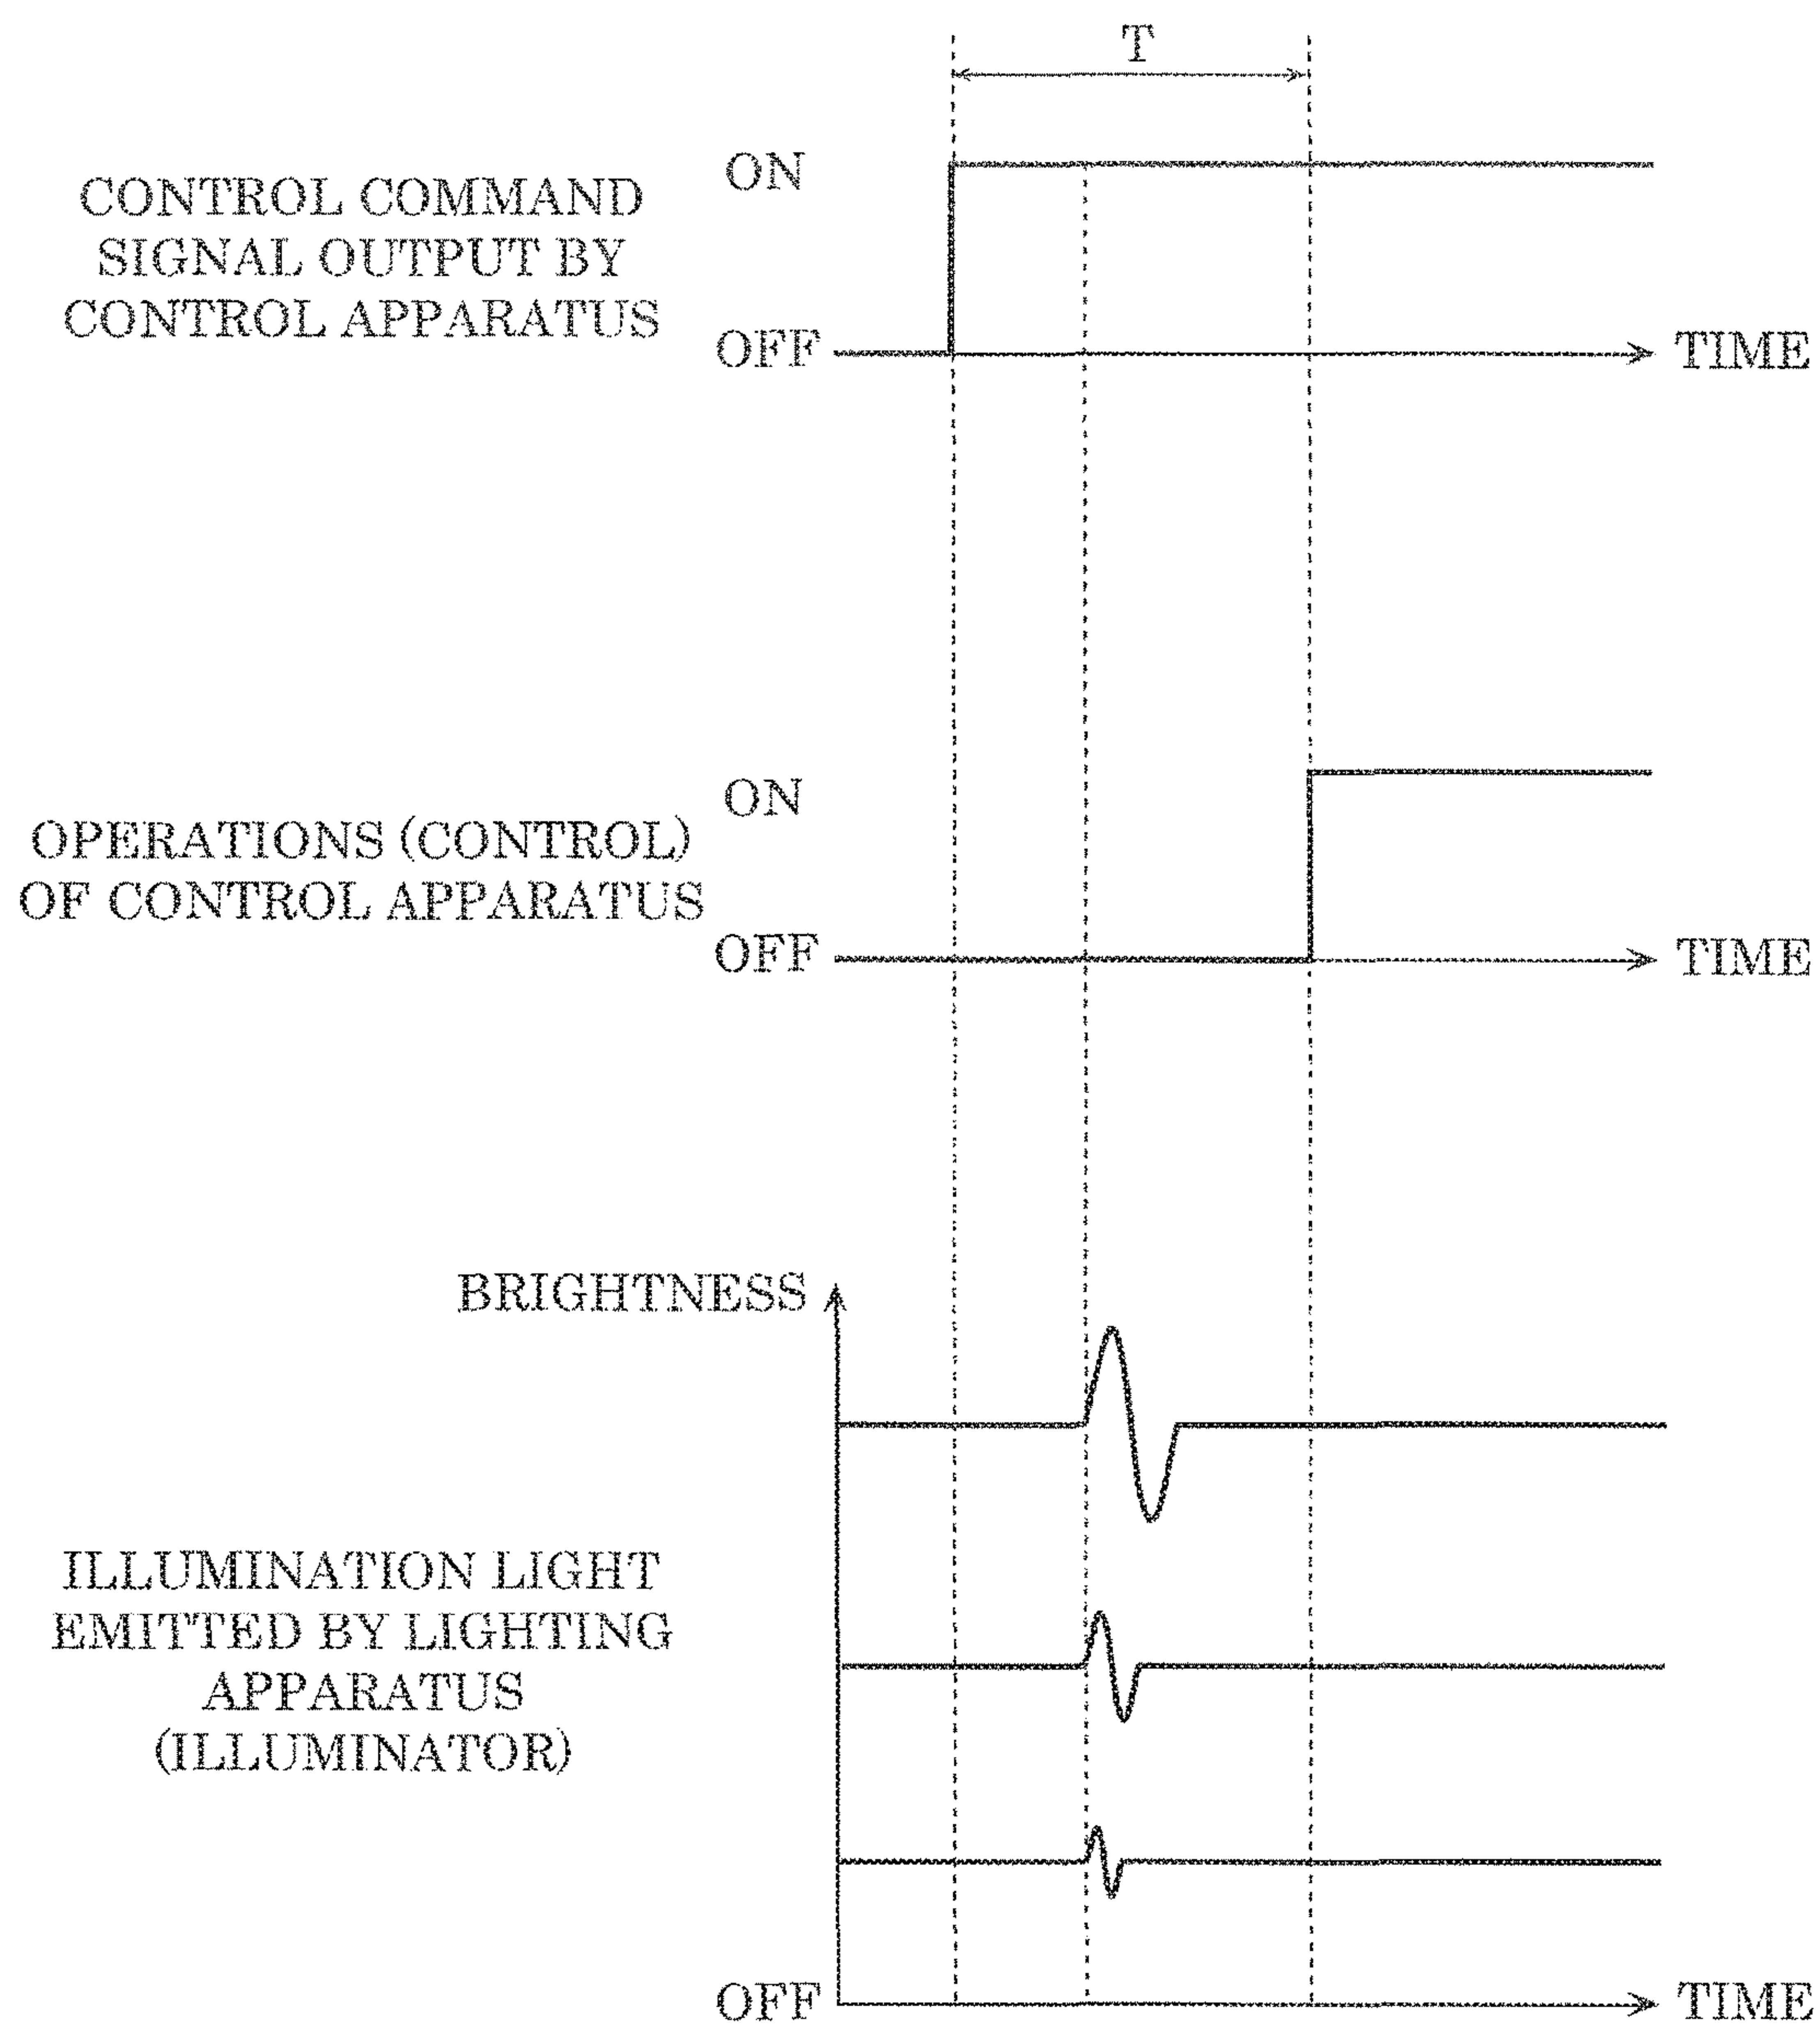 T
ON
CONTROL COMMAND
SIGNAL OUTPUT BY
CONTROL APPARATUS
OFF
TIME
ON
OPERATIONS (CONTROL)
OF CONTROL APPARATUS
OFF
TIME
BRIGHTNESS
ILLUMINATION LIGHT
EMITTED BY LIGHTING
APPARATUS
(ILLUMINATOR)
OFF
TIME